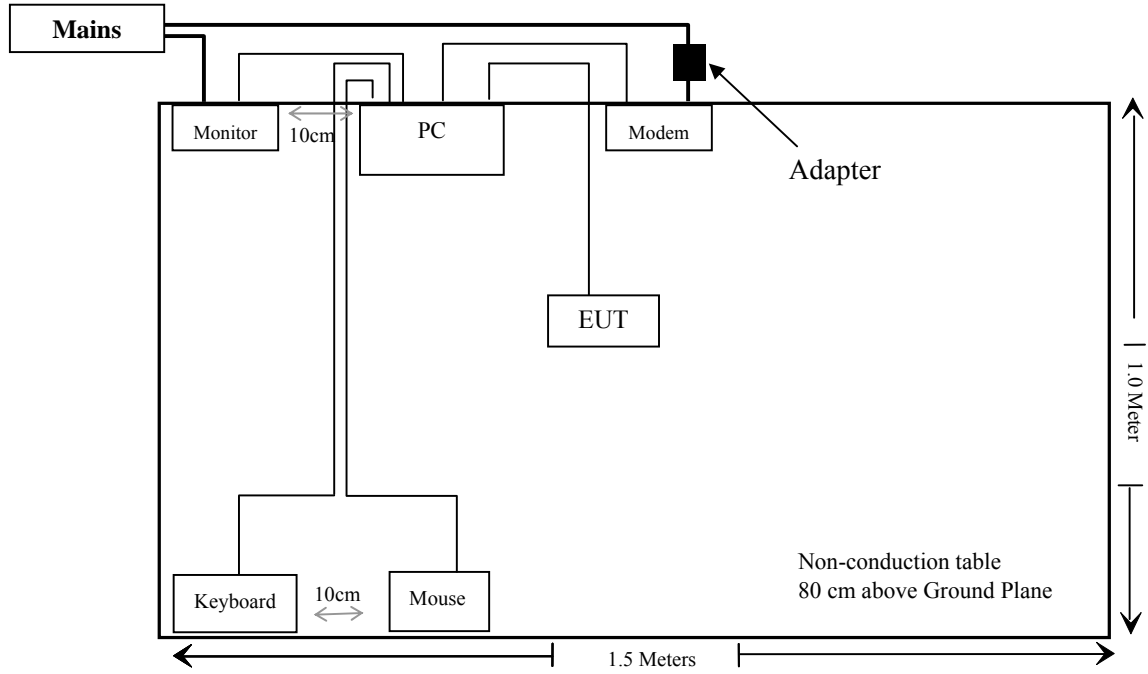 Mains
Monitor
10cm
PC
Modem
Adapter
EUT
1.0 Meter
Keyboard
10cm
Mouse
Non-conduction table
80 cm above Ground Plane
1.5 Meters